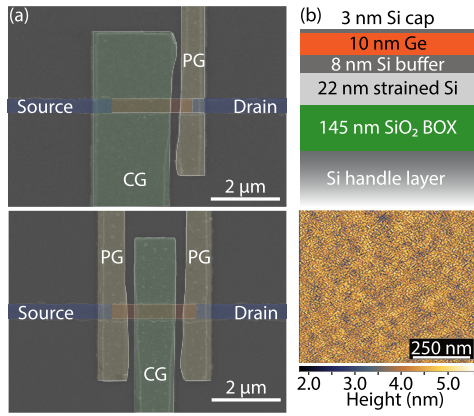 (a)
PG
Source
Drain
CG
2 μm
PG
PG
Source
Drain
CG
2 μm
(b)
3 nm Si cap
10 nm Ge
8 nm Si buffer
22 nm strained Si
145 nm SiO₂ BOX
Si handle layer
250 nm
2.0 3.0 4.0 5.0
Height (nm)